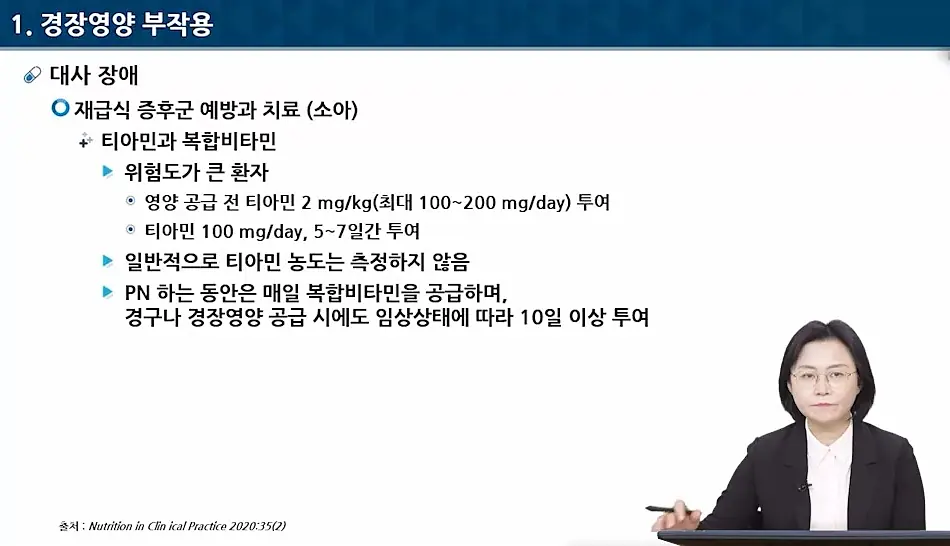 1. 경장영양 부작용
대사 장애
재급식 증후군 예방과 치료 (소아)
티아민과 복합비타민
위험도가 큰 환자
영양 공급 전 티아민 2 mg/kg(최대 100~200 mg/day) 투여
티아민 100 mg/day, 5~7일간 투여
일반적으로 티아민 농도는 측정하지 않음
PN 하는 동안은 매일 복합비타민을 공급하며,
경구나 경장영양 공급 시에도 임상상태에 따라 10일 이상 투여
출처 : Nutrition in Clin ical Practice 2020:35(2)